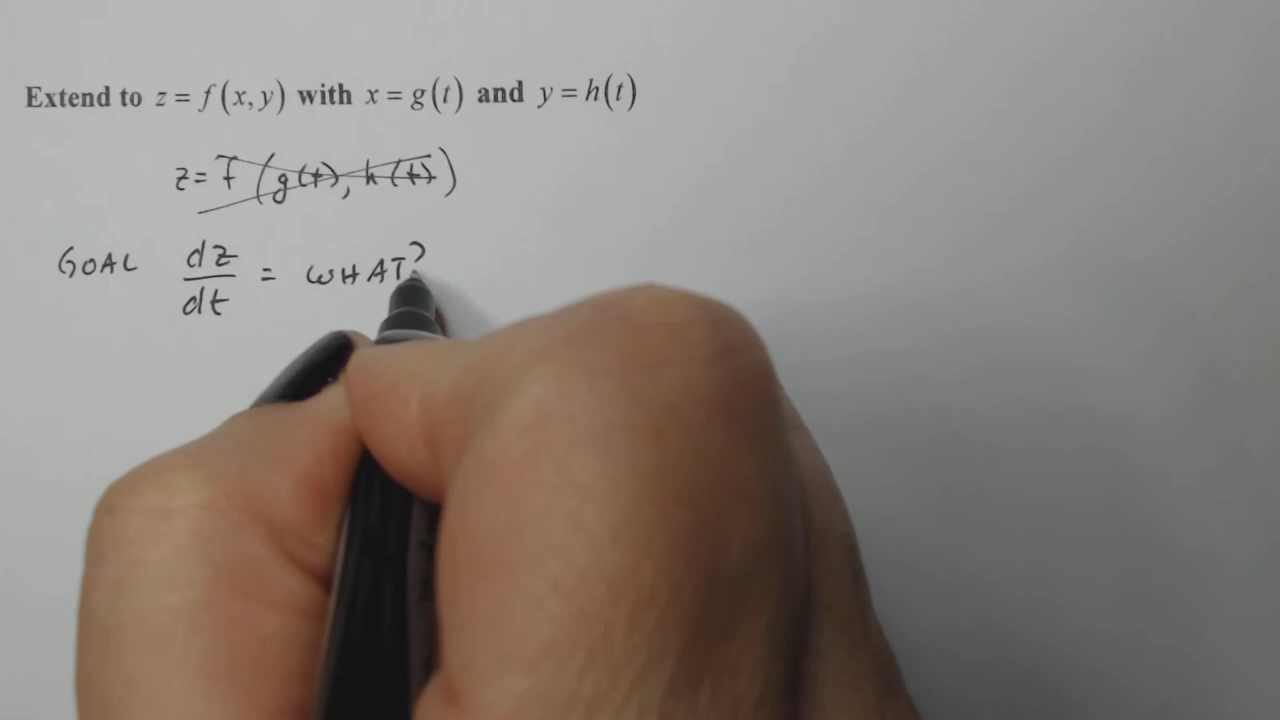 Extend to z = f(x, y) with x = g(t) and y = h(t)
z = f(g(t), h(t))
GOAL dz/dt = WHAT?